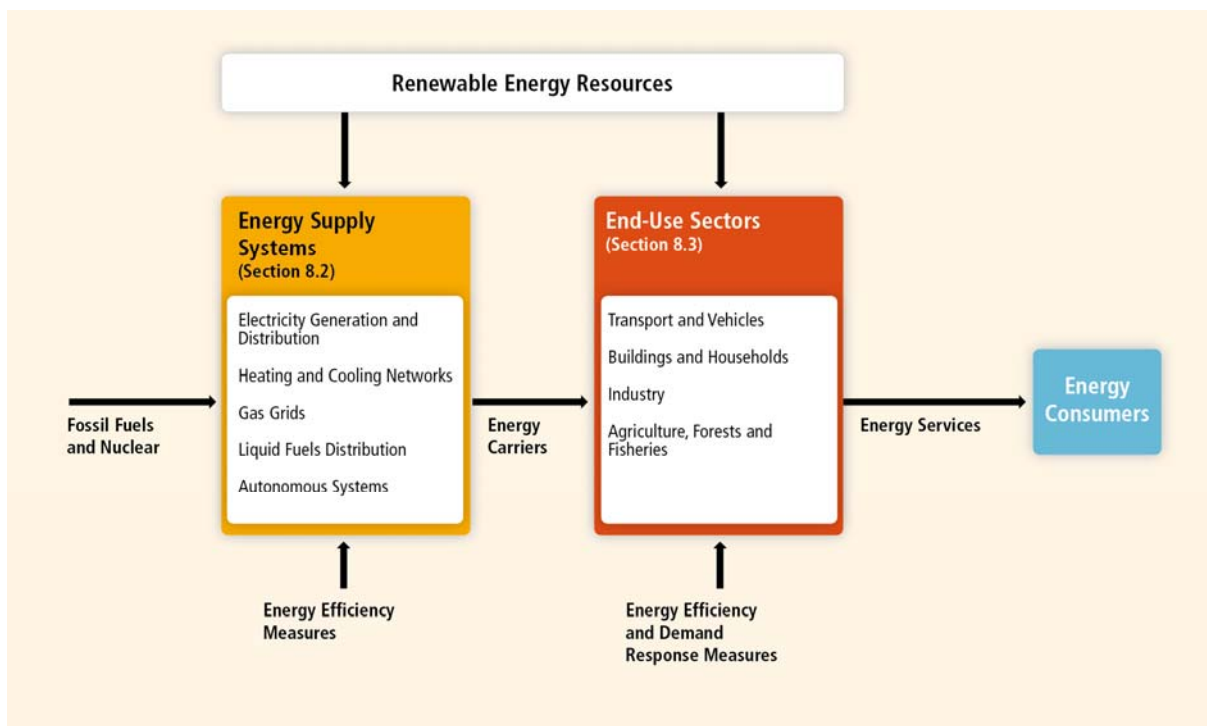 Renewable Energy Resources
Energy Supply
Systems
(Section 8.2)
Electricity Generation and
Distribution
Heating and Cooling Networks
Gas Grids
Liquid Fuels Distribution
Autonomous Systems
End-Use Sectors
(Section 8.3)
Transport and Vehicles
Buildings and Households
Industry
Agriculture, Forests and
Fisheries
Fossil Fuels
and Nuclear
Energy
Carriers
Energy Services
Energy
Consumers
Energy Efficiency
Measures
Energy Efficiency
and Demand
Response Measures